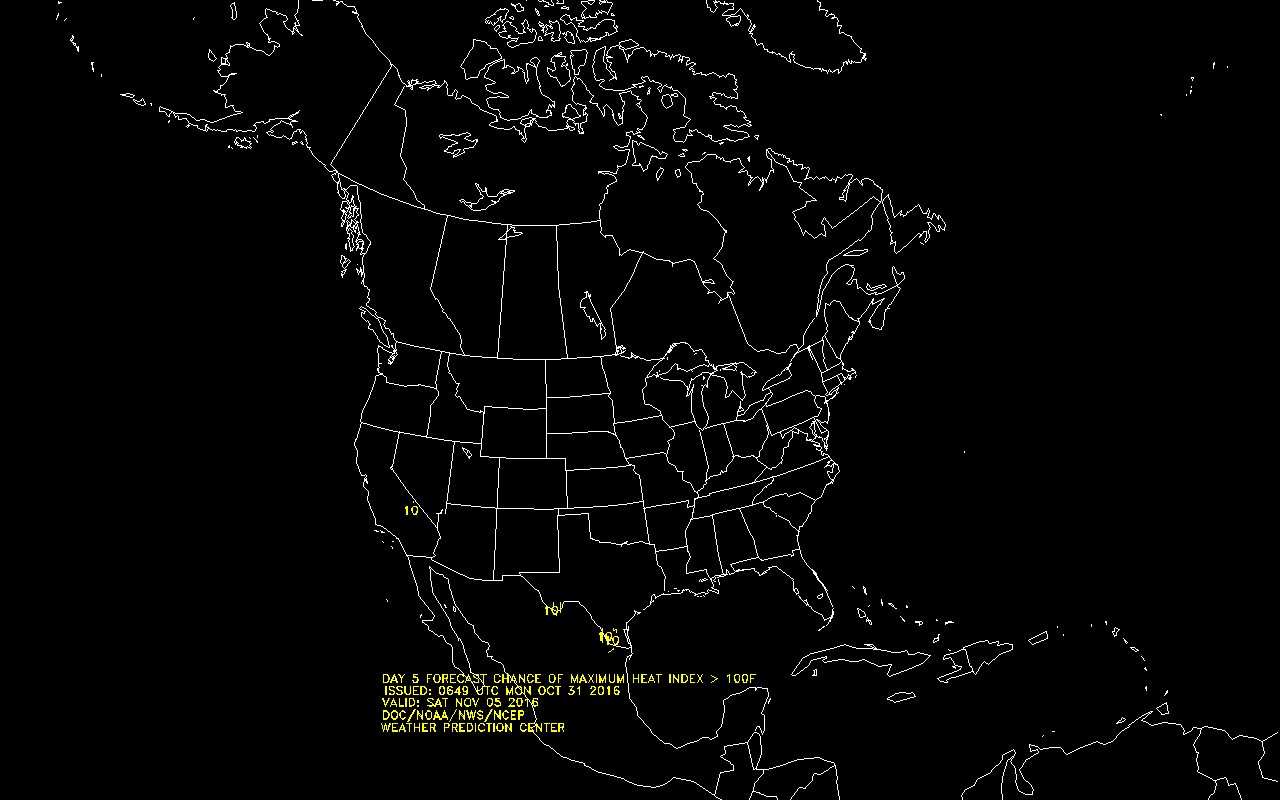 10
10
10
10
DAY 5 FORECAST CHANCE OF MAXIMUM HEAT INDEX > 100F
ISSUED: 0649 UTC MON OCT 31 2016
VALID: SAT NOV 05 2016
DOC/NOAA/NWS/NCEP
WEATHER PREDICTION CENTER